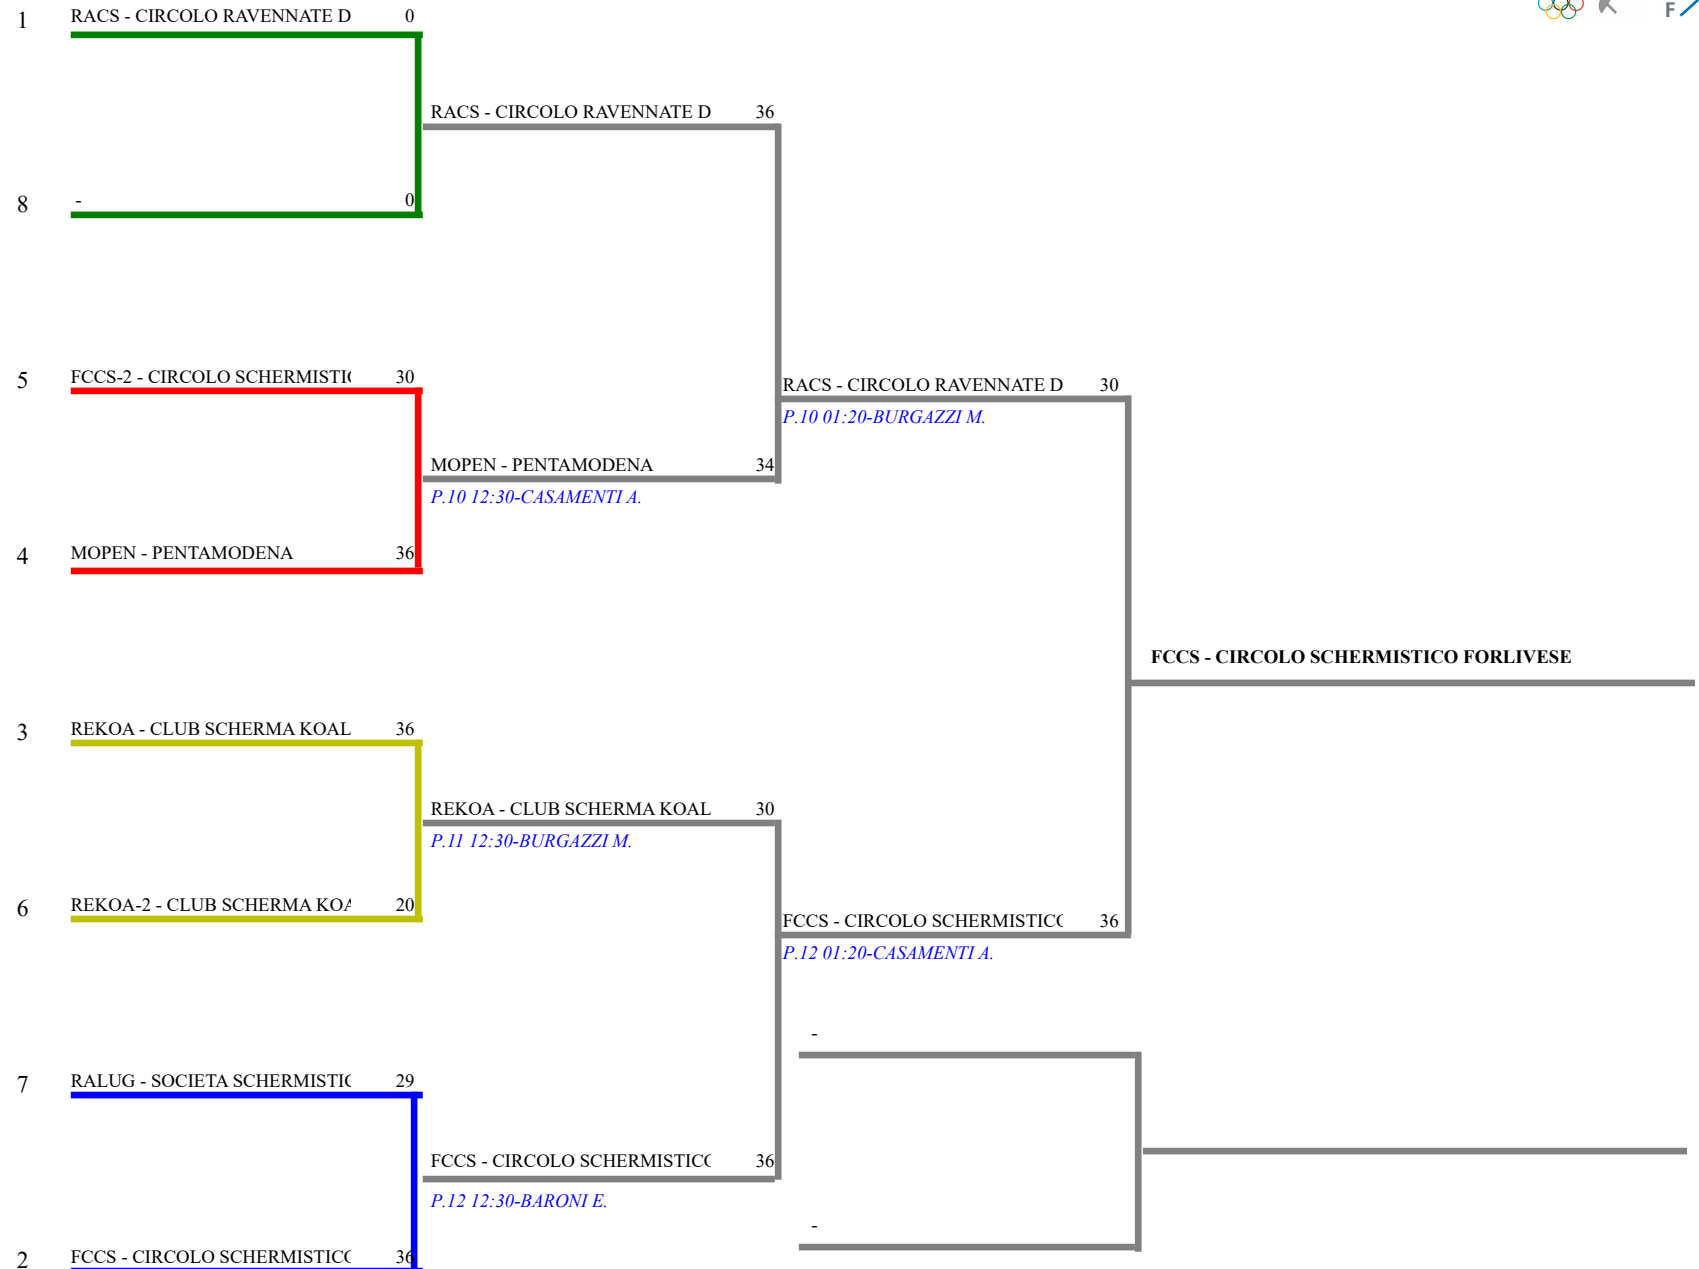 F
1 RACS - CIRCOLO RAVENNATE D 0
RACS - CIRCOLO RAVENNATE D 36
8 - 0
5 FCCS-2 - CIRCOLO SCHERMISTI 30
RACS - CIRCOLO RAVENNATE D 30
P.10 01:20-BURGAZZI M.
MOPEN - PENTAMODENA 34
P.10 12:30-CASAMENTI A.
4 MOPEN - PENTAMODENA 36
FCCS - CIRCOLO SCHERMISTICO FORLIVESE
3 REKOA - CLUB SCHERMA KOAL 36
REKOA - CLUB SCHERMA KOAL 30
P.11 12:30-BURGAZZI M.
6 REKOA-2 - CLUB SCHERMA KOA 20
FCCS - CIRCOLO SCHERMISTICO 36
P.12 01:20-CASAMENTI A.
-
7 RALUG - SOCIETA SCHERMISTIC 29
FCCS - CIRCOLO SCHERMISTICO 36
P.12 12:30-BARONI E.
-
2 FCCS - CIRCOLO SCHERMISTICO 36